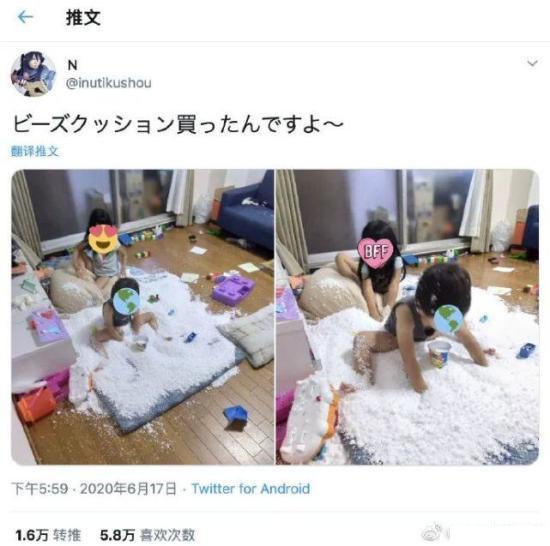 推文
N
@inutikushou
ビーズクッション買ったんですよ〜
翻译推文
BFF
下午5:59 · 2020年6月17日 · Twitter for Android
1.6万 转推 5.8万 喜欢次数